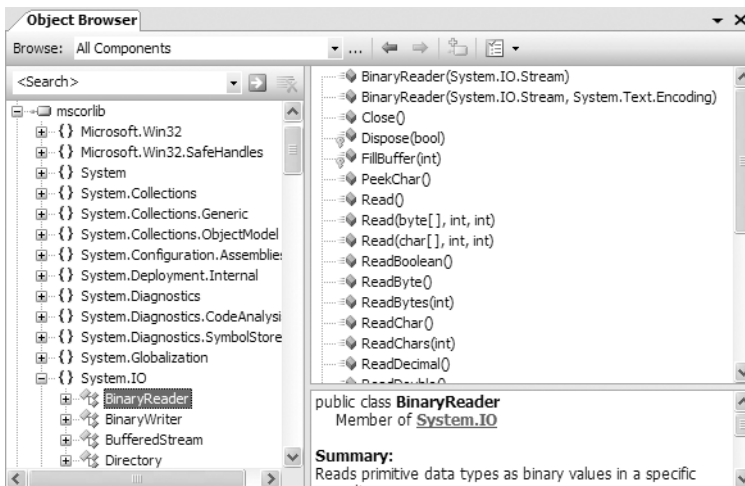 Object Browser
Browse: All Components
...
<Search>
mscorlib
{} Microsoft.Win32
{} Microsoft.Win32.SafeHandles
{} System
{} System.Collections
{} System.Collections.Generic
{} System.Collections.ObjectModel
{} System.Configuration.Assemblie
{} System.Deployment.Internal
{} System.Diagnostics
{} System.Diagnostics.CodeAnalysi
{} System.Diagnostics.SymbolStore
{} System.Globalization
{} System.IO
BinaryReader
BinaryWriter
BufferedStream
Directory
BinaryReader(System.IO.Stream)
BinaryReader(System.IO.Stream, System.Text.Encoding)
Close()
Dispose(bool)
FillBuffer(int)
PeekChar()
Read()
Read(byte[], int, int)
Read(char[], int, int)
ReadBoolean()
ReadByte()
ReadBytes(int)
ReadChar()
ReadChars(int)
ReadDecimal()
public class BinaryReader
Member of System.IO
Summary:
Reads primitive data types as binary values in a specific